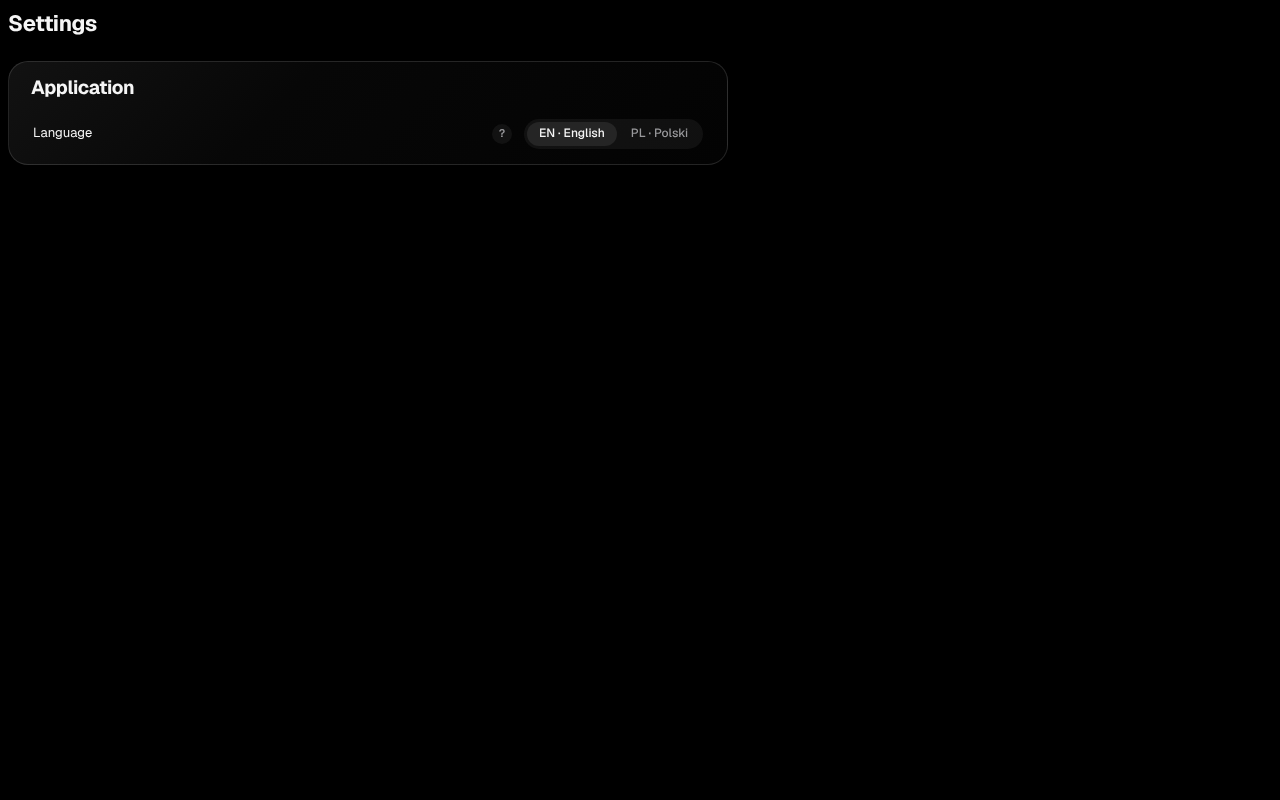 Settings
Application
Language
?
EN · English
PL · Polski